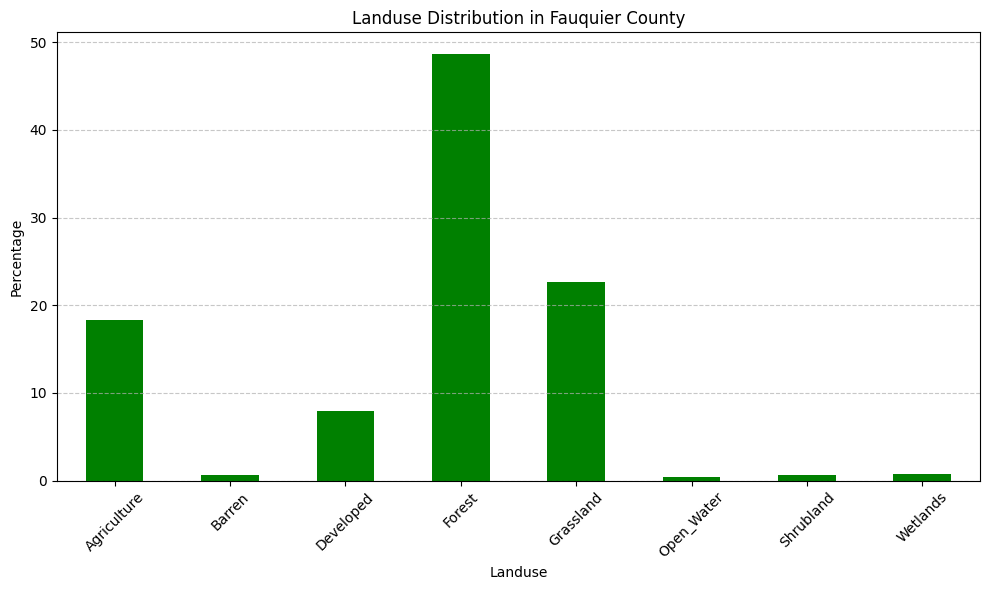 Landuse Distribution in Fauquier County
Percentage
50
40
30
20
10
0
Agriculture
Barren
Developed
Forest
Grassland
Open_Water
Shrubland
Wetlands
Landuse